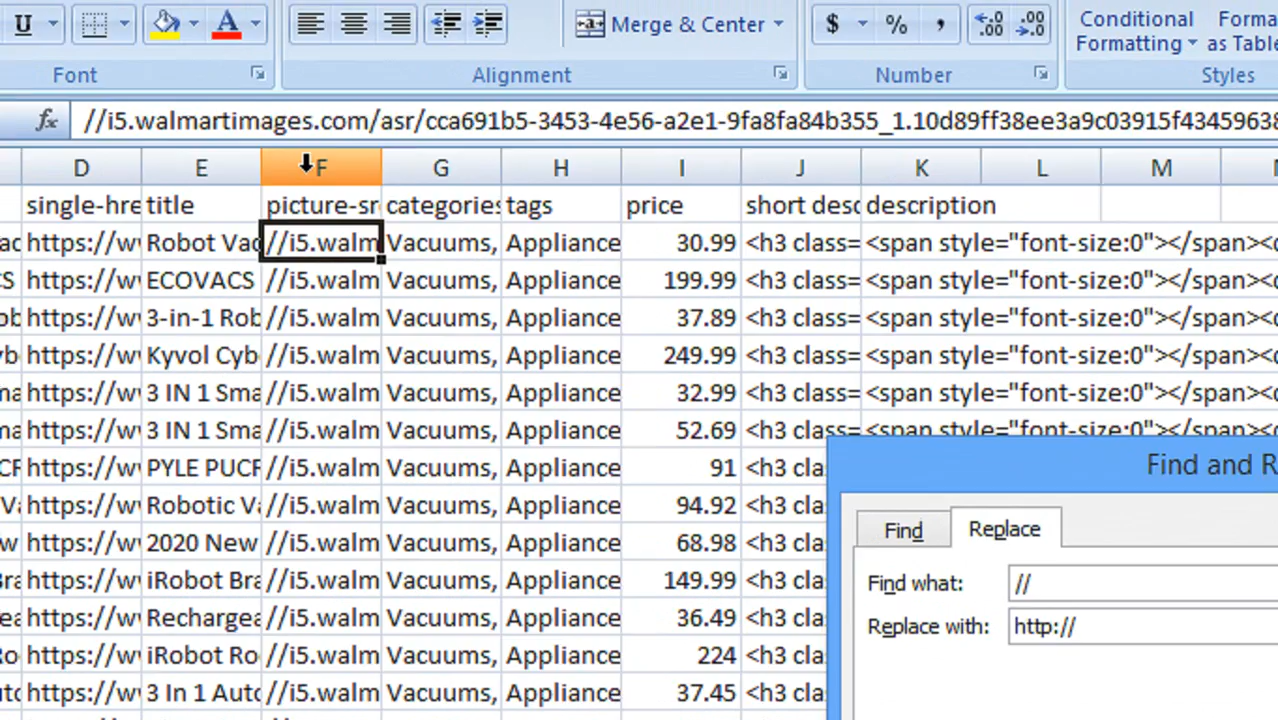 U A Merge & Center $ % , .00 .00 Conditional Forma
Formatting as Table
Font Alignment Number Styles
fx //i5.walmartimages.com/asr/cca691b5-3453-4e56-a2e1-9fa8fa84b355_1.10d89ff38ee3a9c03915f4345963
D E F G H I J K L M
single-hre title picture-sr categories tags price short desc description
https://w Robot Vac //i5.walm Vacuums, Appliance 30.99 <h3 class= <span style="font-size:0"></span><
CS https://w ECOVACS //i5.walm Vacuums, Appliance 199.99 <h3 class= <span style="font-size:0"></span><
https://w 3-in-1 Rob //i5.walm Vacuums, Appliance 37.89 <h3 class= <span style="font-size:0"></span><
https://w Kyvol Cyb //i5.walm Vacuums, Appliance 249.99 <h3 class= <span style="font-size:0"></span><
https://w 3 IN 1 Sma //i5.walm Vacuums, Appliance 32.99 <h3 class= <span style="font-size:0"></span><
https://w 3 IN 1 Sma //i5.walm Vacuums, Appliance 52.69 <h3 class= <span style="font-size:0"></span><
https://w PYLE PUCR //i5.walm Vacuums, Appliance 91 <h3 cla
https://w Robotic Va //i5.walm Vacuums, Appliance 94.92 <h3 cla
https://w 2020 New //i5.walm Vacuums, Appliance 68.98 <h3 cla
https://w iRobot Bra //i5.walm Vacuums, Appliance 149.99 <h3 cla
https://w Rechargea //i5.walm Vacuums, Appliance 36.49 <h3 cla
https://w iRobot Ro //i5.walm Vacuums, Appliance 224 <h3 cla
https://w 3 In 1 Auto //i5.walm Vacuums, Appliance 37.45 <h3 cla
Find and R
Find Replace
Find what: //
Replace with: http://